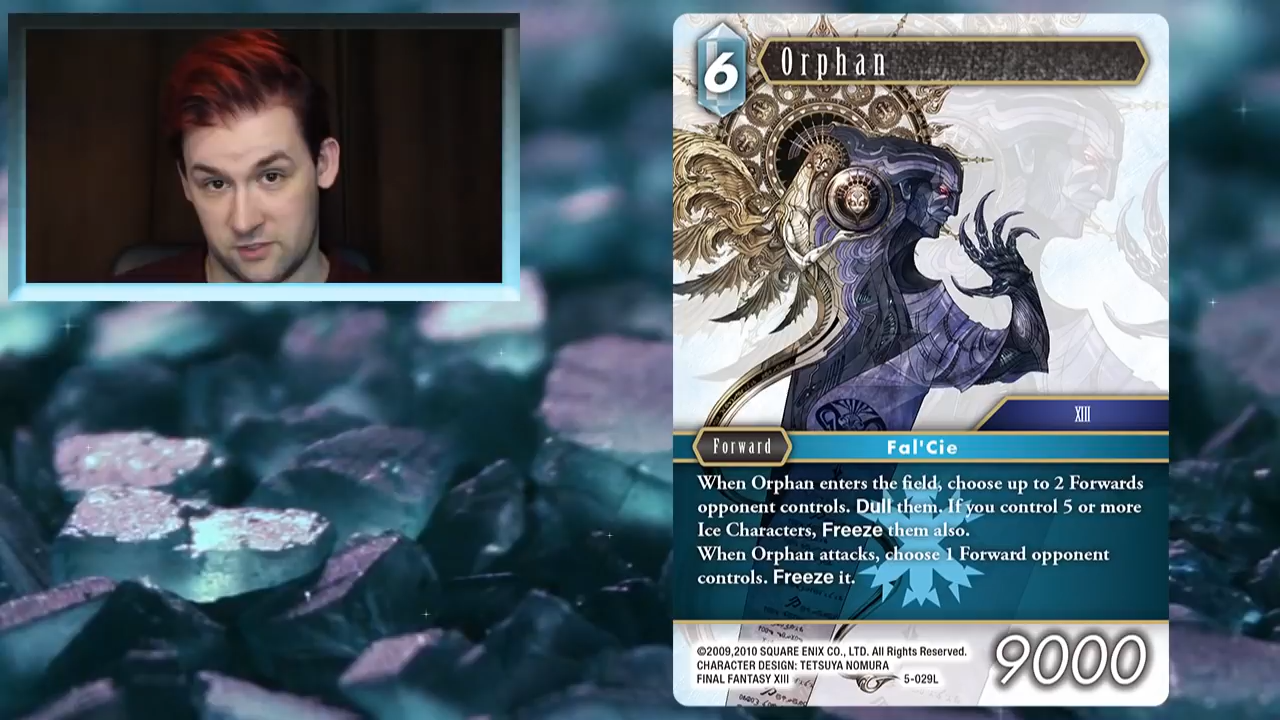 6
Orphan
XIII
Forward
Fal'Cie
When Orphan enters the field, choose up to 2 Forwards
opponent controls. Dull them. If you control 5 or more
Ice Characters, Freeze them also.
When Orphan attacks, choose 1 Forward opponent
controls. Freeze it.
©2009,2010 SQUARE ENIX CO., LTD. All Rights Reserved.
CHARACTER DESIGN: TETSUYA NOMURA
FINAL FANTASY XIII
5-029L
9000